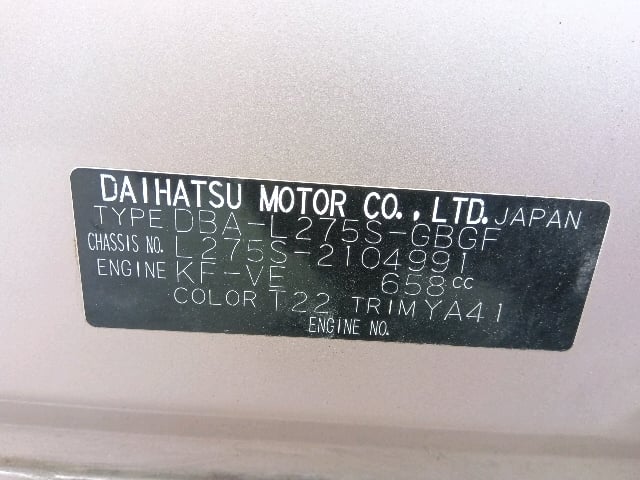 DAIHATSU MOTOR CO., LTD. JAPAN
TYPE DBA-L275S-GBGF
CHASSIS NO. L275S-2104991
ENGINE KF-VE 658cc
COLOR T22 TRIM YA41
ENGINE NO.